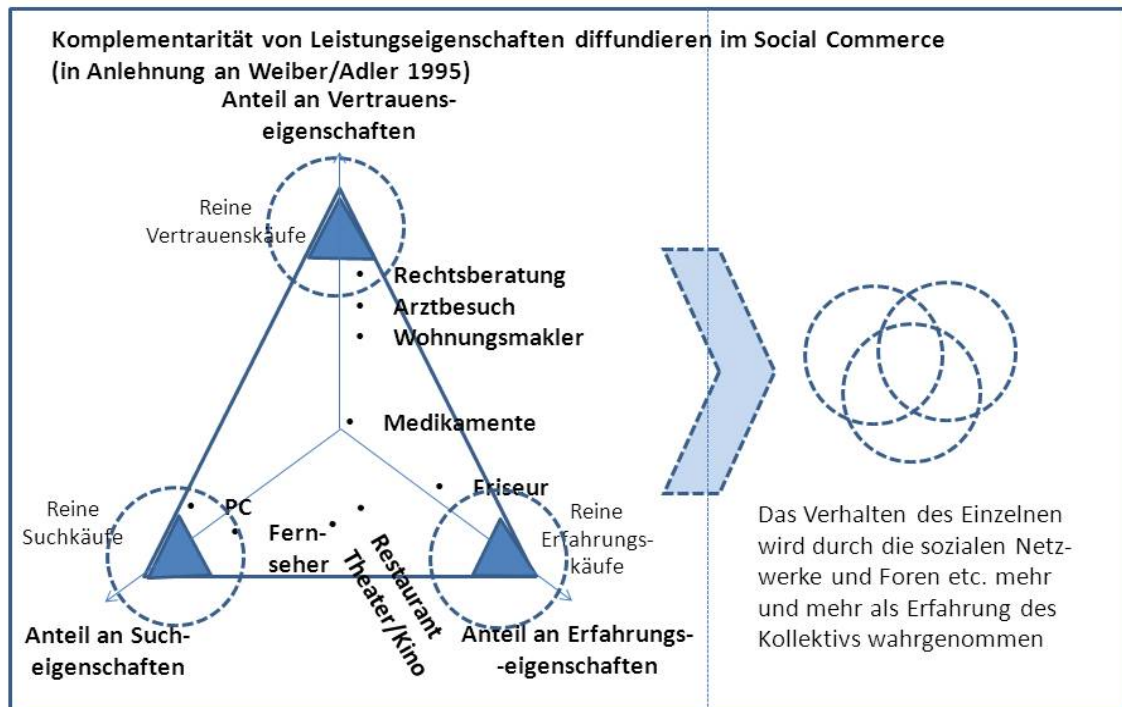 Komplementarität von Leistungseigenschaften diffundieren im Social Commerce
(in Anlehnung an Weiber/Adler 1995)
Anteil an Vertrauens-
eigenschaften
Reine
Vertrauenskäufe
• Rechtsberatung
• Arztbesuch
• Wohnungsmakler
• Medikamente
• Friseur
Reine
Suchkäufe
• PC
• Fern-
seher
• Restaurant
• Theater/Kino
Reine
Erfahrungs-
käufe
Anteil an Such-
eigenschaften
Anteil an Erfahrungs-
-eigenschaften
Das Verhalten des Einzelnen
wird durch die sozialen Netz-
werke und Foren etc. mehr
und mehr als Erfahrung des
Kollektivs wahrgenommen